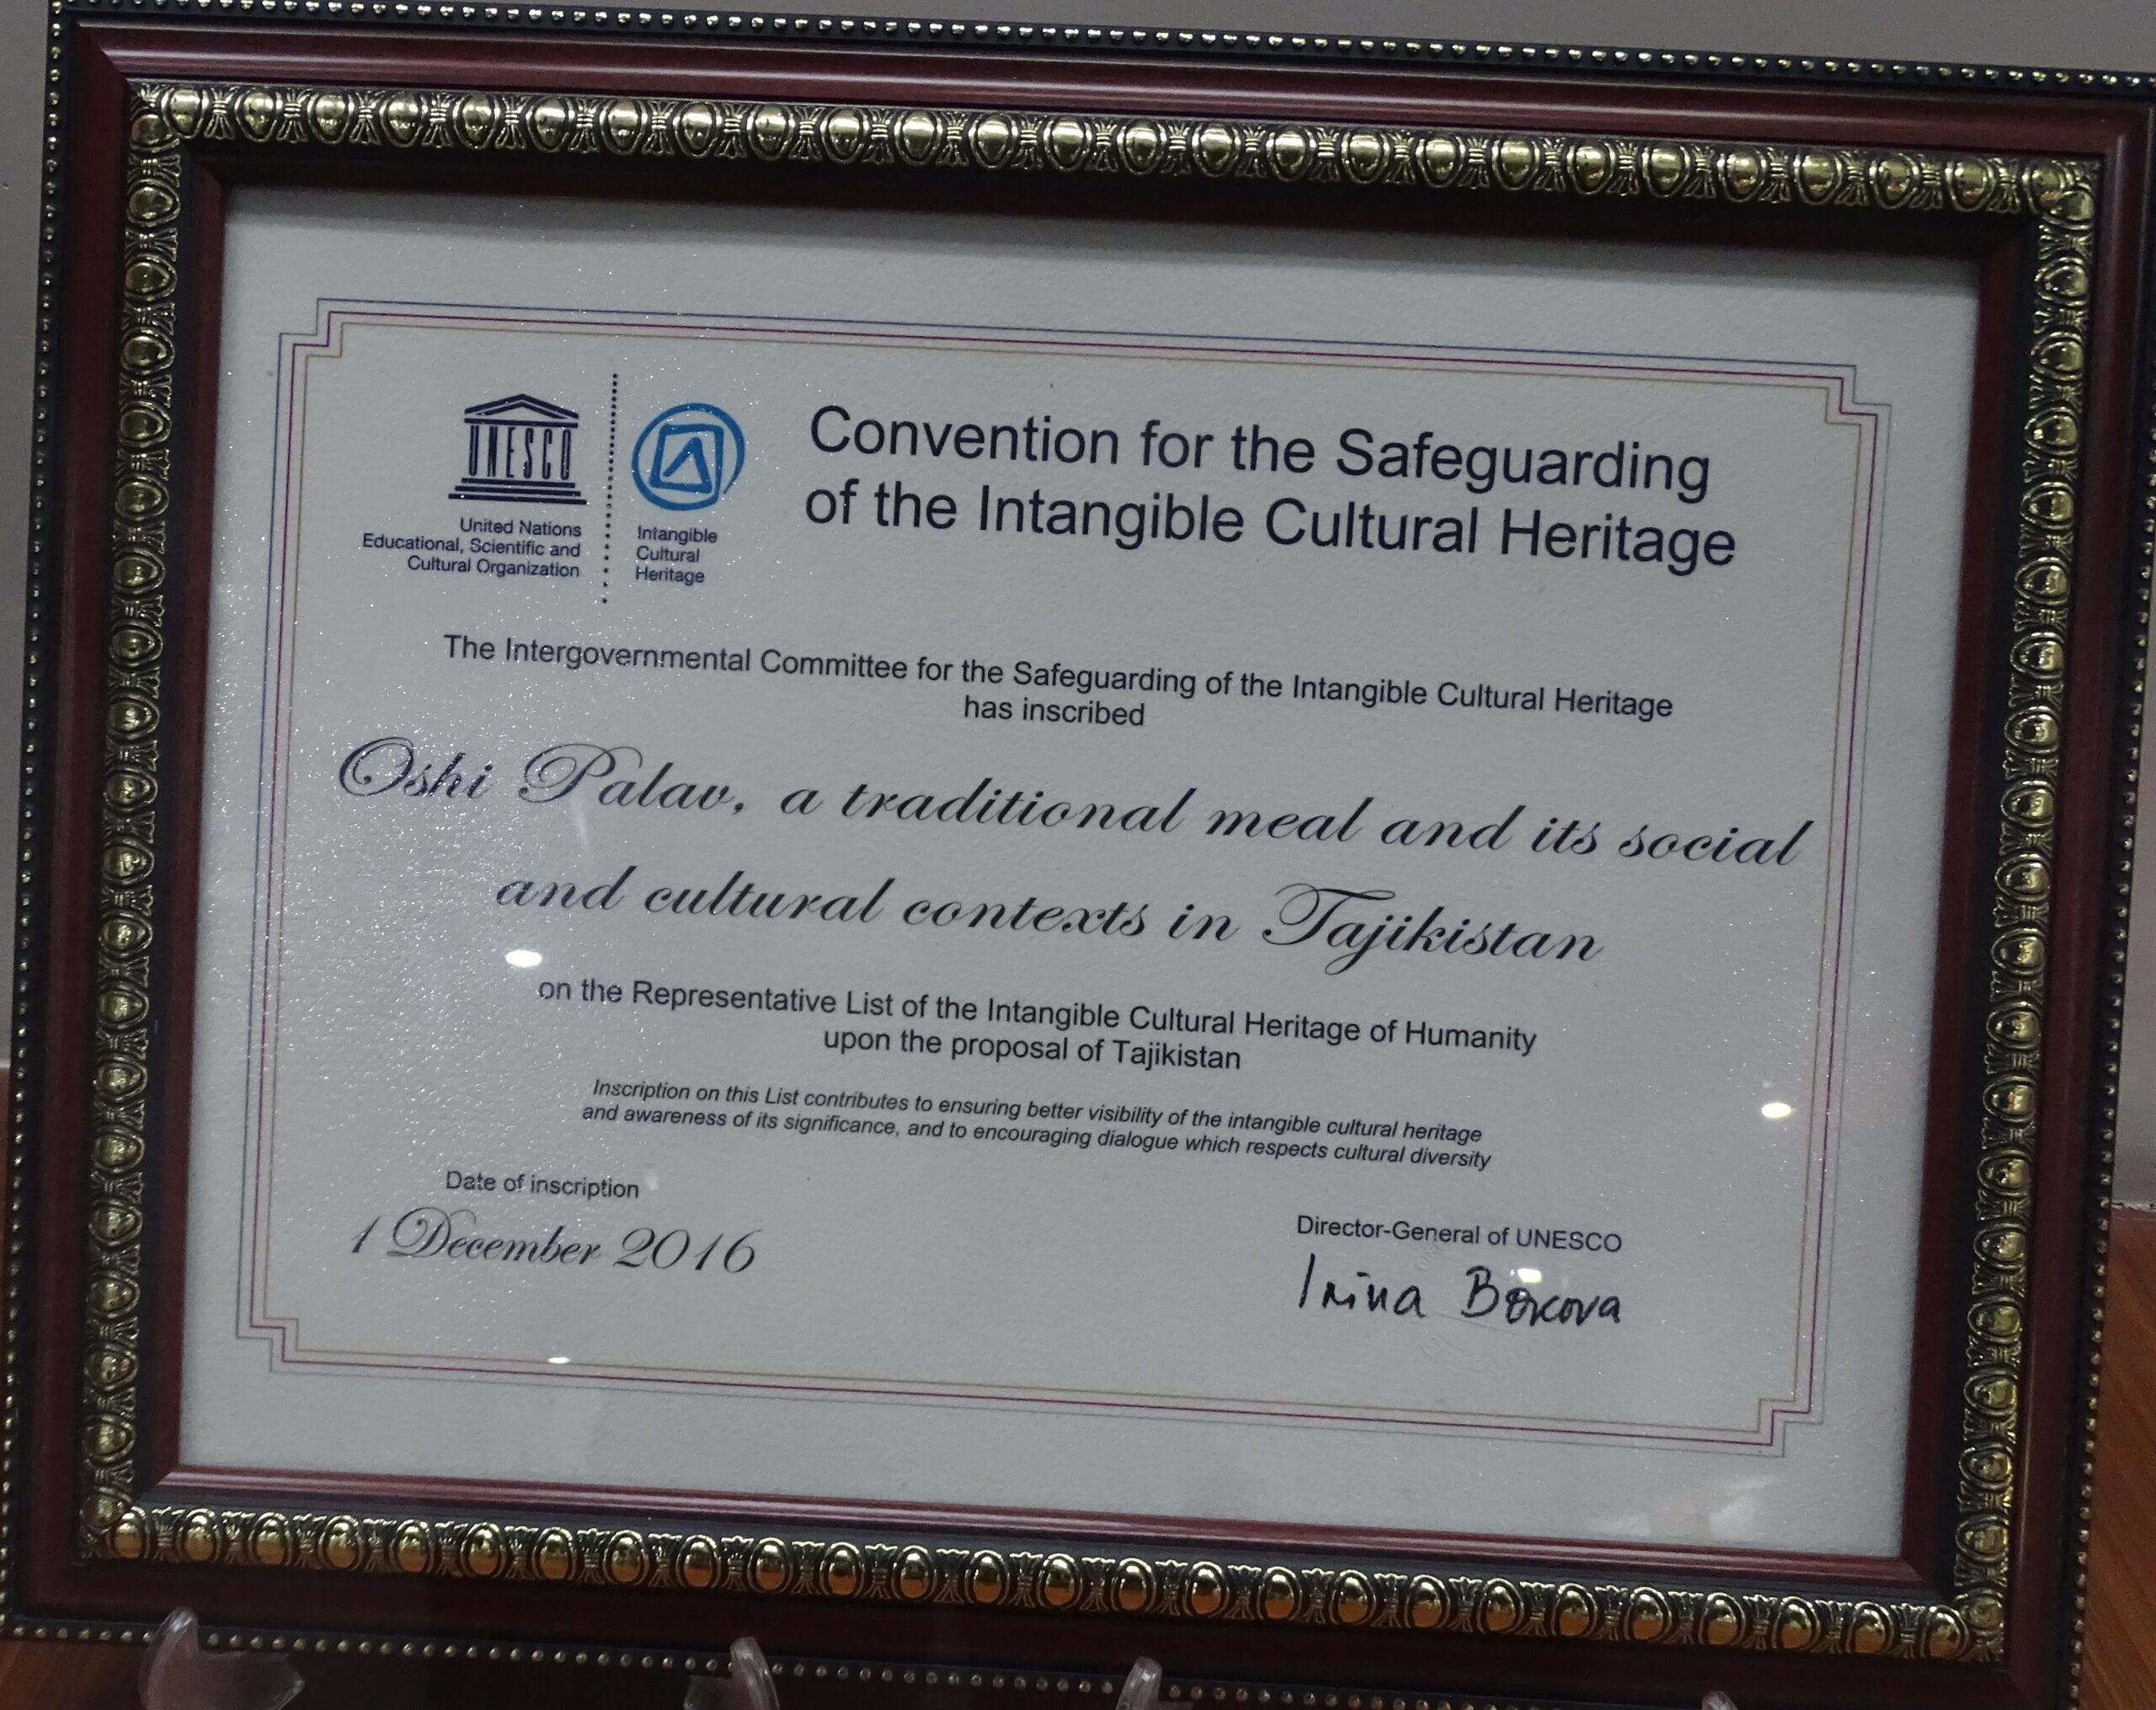 UNESCO
United Nations
Educational, Scientific and
Cultural Organization
Intangible
Cultural
Heritage
Convention for the Safeguarding
of the Intangible Cultural Heritage
The Intergovernmental Committee for the Safeguarding of the Intangible Cultural Heritage
has inscribed
Oshi Palav, a traditional meal and its social
and cultural contexts in Tajikistan
on the Representative List of the Intangible Cultural Heritage of Humanity
upon the proposal of Tajikistan
Inscription on this List contributes to ensuring better visibility of the intangible cultural heritage
and awareness of its significance, and to encouraging dialogue which respects cultural diversity
Date of inscription
1 December 2016
Director-General of UNESCO
Irina Bokova